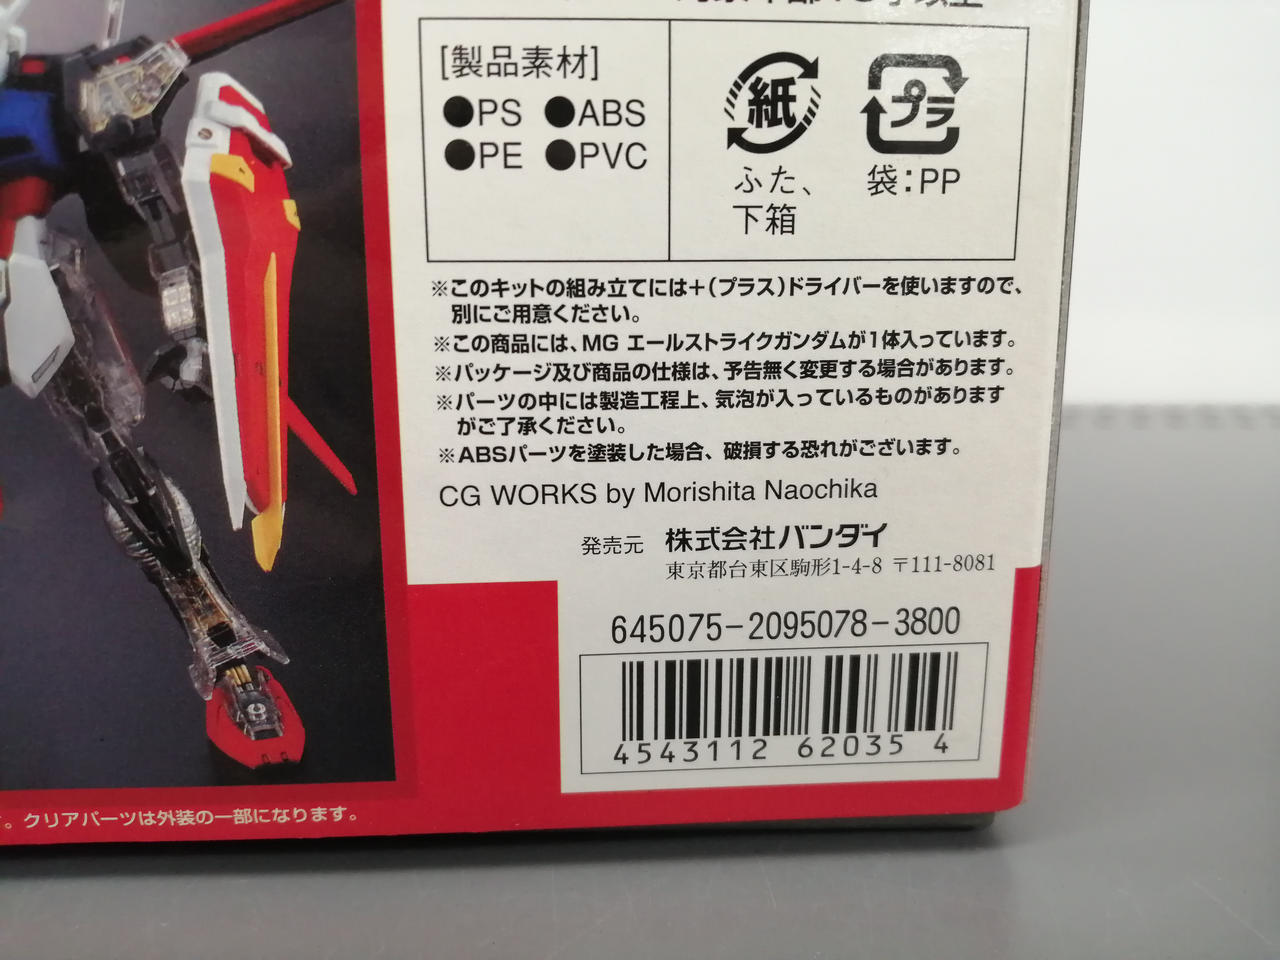 [製品素材]
●PS ●ABS
●PE ●PVC
紙
ふた、
下箱
プラ
袋：PP
※このキットの組み立てには＋(プラス)ドライバーを使いますので、
別にご用意ください。
※この商品には、MG エールストライクガンダムが1体入っています。
※パッケージ及び商品の仕様は、予告無く変更する場合があります。
※パーツの中には製造工程上、気泡が入っているものがあります
がご了承ください。
※ABSパーツを塗装した場合、破損する恐れがございます。
CG WORKS by Morishita Naochika
発売元 株式会社バンダイ
東京都台東区駒形1-4-8 〒111-8081
645075-2095078-3800
4543112 62035 4
。クリアパーツは外装の一部になります。